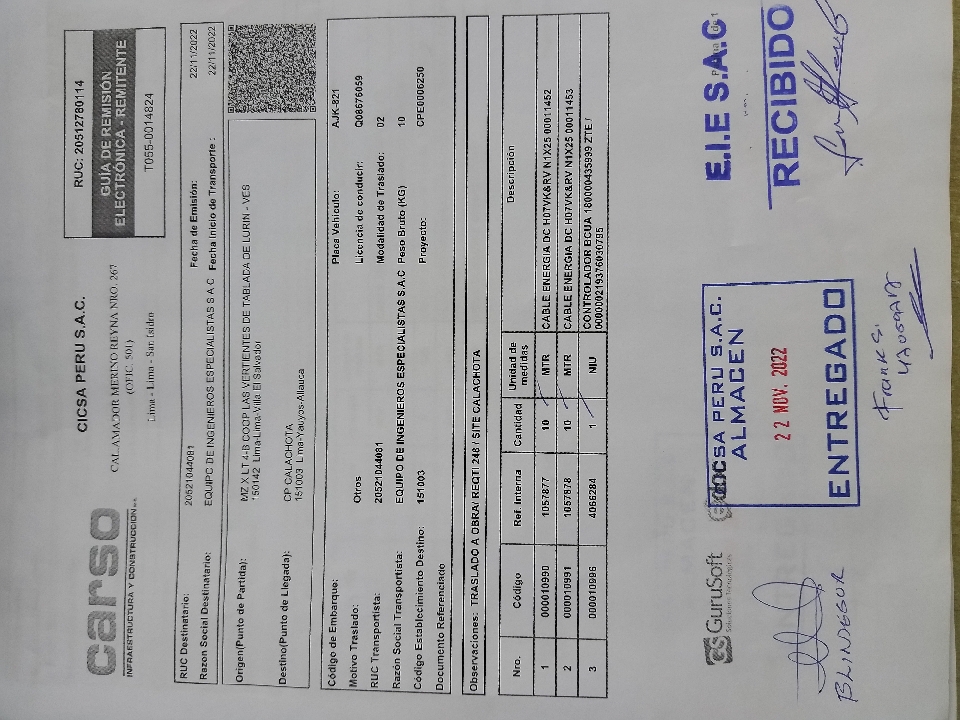 carso
INFRAESTRUCTURA Y CONSTRUCCION
CICSA PERU S.A.C.
CAL.AMADOR MERINO REYNA NRO. 267
(OFIC. 501)
Lima - Lima - San Isidro
RUC: 20512780114
GUÍA DE REMISIÓN
ELECTRÓNICA - REMITENTE
T055-0014824
RUC Destinatario: 20521044081 Fecha de Emisión: 22/11/2022
Razón Social Destinatario: EQUIPO DE INGENIEROS ESPECIALISTAS S A C Fecha Inicio de Transporte : 22/11/2022
Origen(Punto de Partida): MZ X LT 4-B COOP LAS VERTIENTES DE TABLADA DE LURIN - VES
150142 Lima-Lima-Villa El Salvador
Destino(Punto de Llegada): CP CALACHOTA
151003 Lima-Yauyos-Aliauca
Código de Embarque: Placa Vehículo: AJK-821
Motivo Traslado: Otros Licencia de conducir: Q08676059
RUC Transportista: 20521044081 Modalidad de Traslado: 02
Razón Social Transportista: EQUIPO DE INGENIEROS ESPECIALISTAS S.A.C Peso Bruto (KG) 10
Código Establecimiento Destino: 151003 Proyecto: CPE0006250
Documento Referenciado
Observaciones: TRASLADO A OBRA/ REQTI 248 / SITE CALACHOTA
Nro. Código Ref. Interna Cantidad Unidad de medidas Descripción
1 000010990 1057877 10 MTR CABLE ENERGIA DC H07VK&RV N1X25 00011452
2 000010991 1057878 10 MTR CABLE ENERGIA DC H07VK&RV N1X25 00011453
3 000010996 4056284 1 NIU CONTROLADOR BCUA 180000435999 ZTE /
000000219376030795
GuruSoft
Soluciones Tecnológicas
CICSA PERU S.A.C.
ALMACEN
22 NOV. 2022
ENTREGADO
E.I.E S.A.C
RECIBIDO
BLINDEGUR
Frank S.